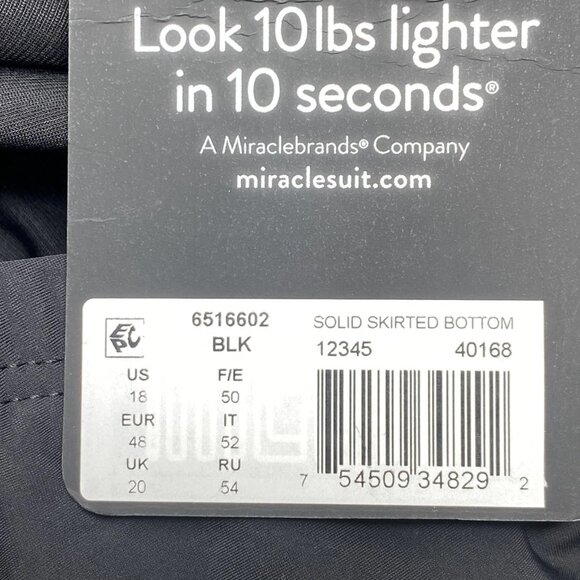 Look 10 lbs lighter
in 10 seconds®
A Miraclebrands® Company
miraclesuit.com
EPC
6516602
BLK
SOLID SKIRTED BOTTOM
12345 40168
US F/E
18 50
EUR IT
48 52
UK RU
20 54
7 54509 34829 2